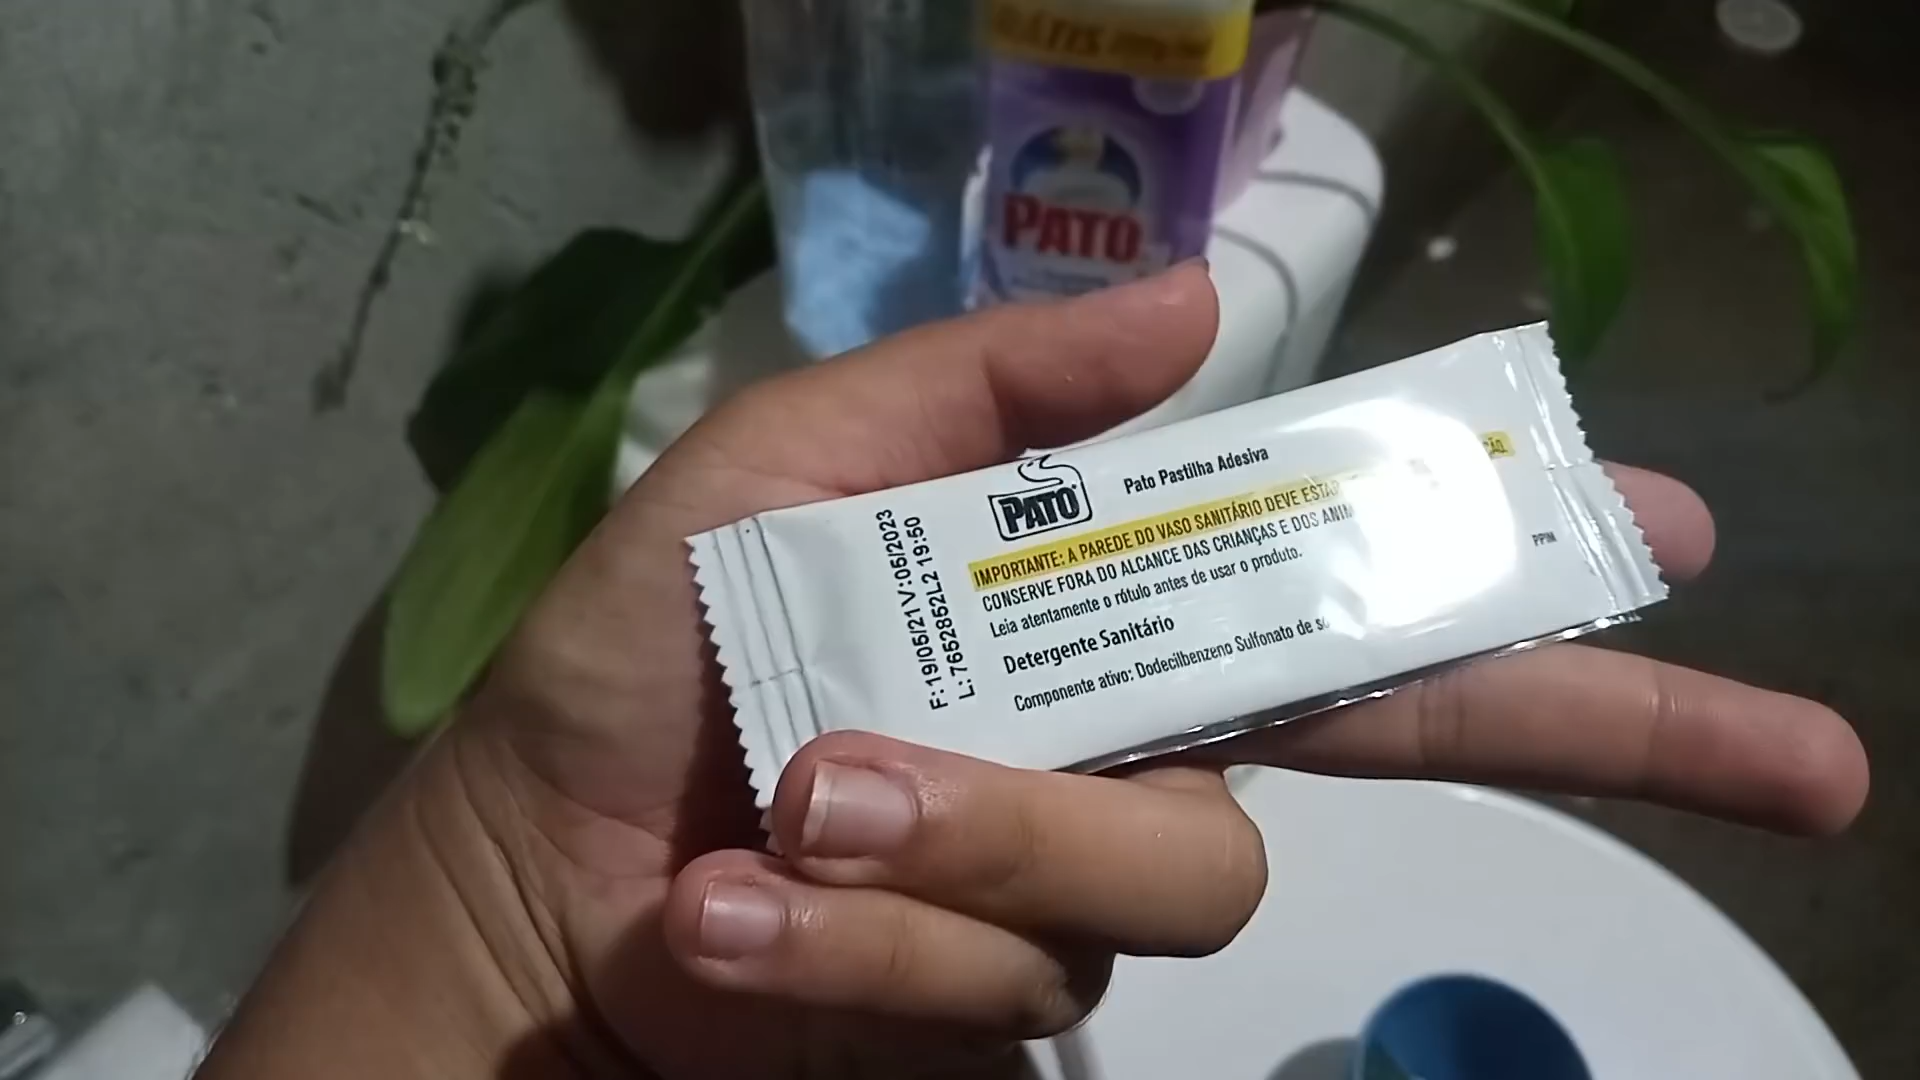 GRÁTIS
PATO
PATO
Pato Pastilha Adesiva
IMPORTANTE: A PAREDE DO VASO SANITÁRIO DEVE ESTAR
CONSERVE FORA DO ALCANCE DAS CRIANÇAS E DOS
Leia atentamente o rótulo antes de usar o produto.
Detergente Sanitário
Componente ativo: Dodecilbenzeno Sulfonato de
F:19/05/21 V:05/2023
L:7652852L2 19:50
PPIM